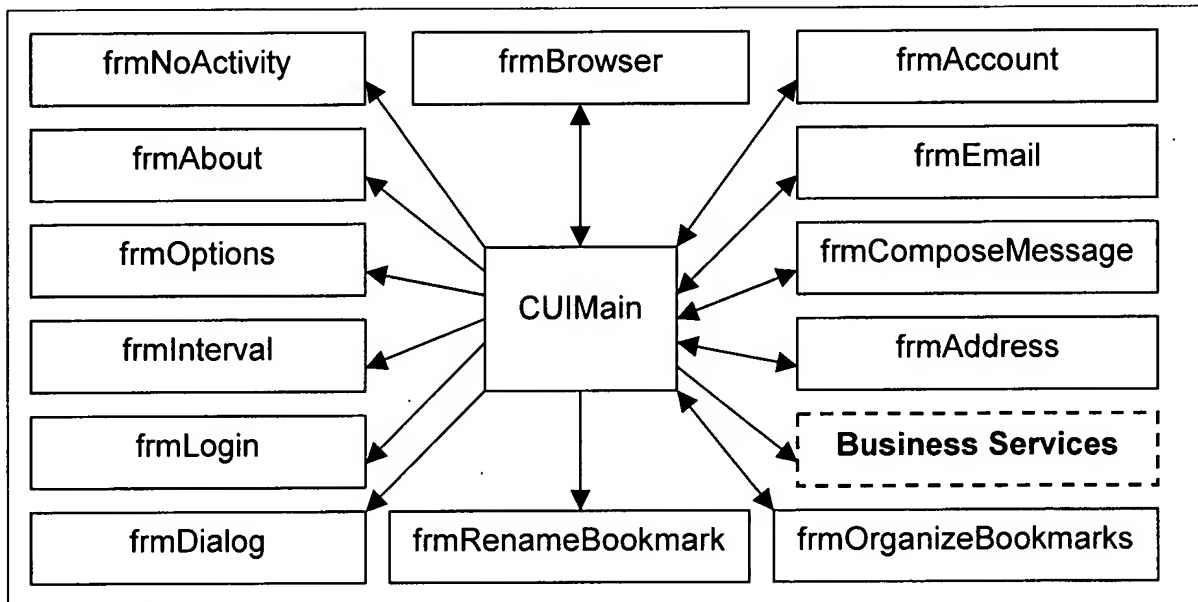 frmNoActivity
frmBrowser
frmAccount
frmAbout
frmEmail
frmOptions
frmComposeMessage
CUIMain
frmInterval
frmAddress
frmLogin
Business Services
frmDialog
frmRenameBookmark
frmOrganizeBookmarks